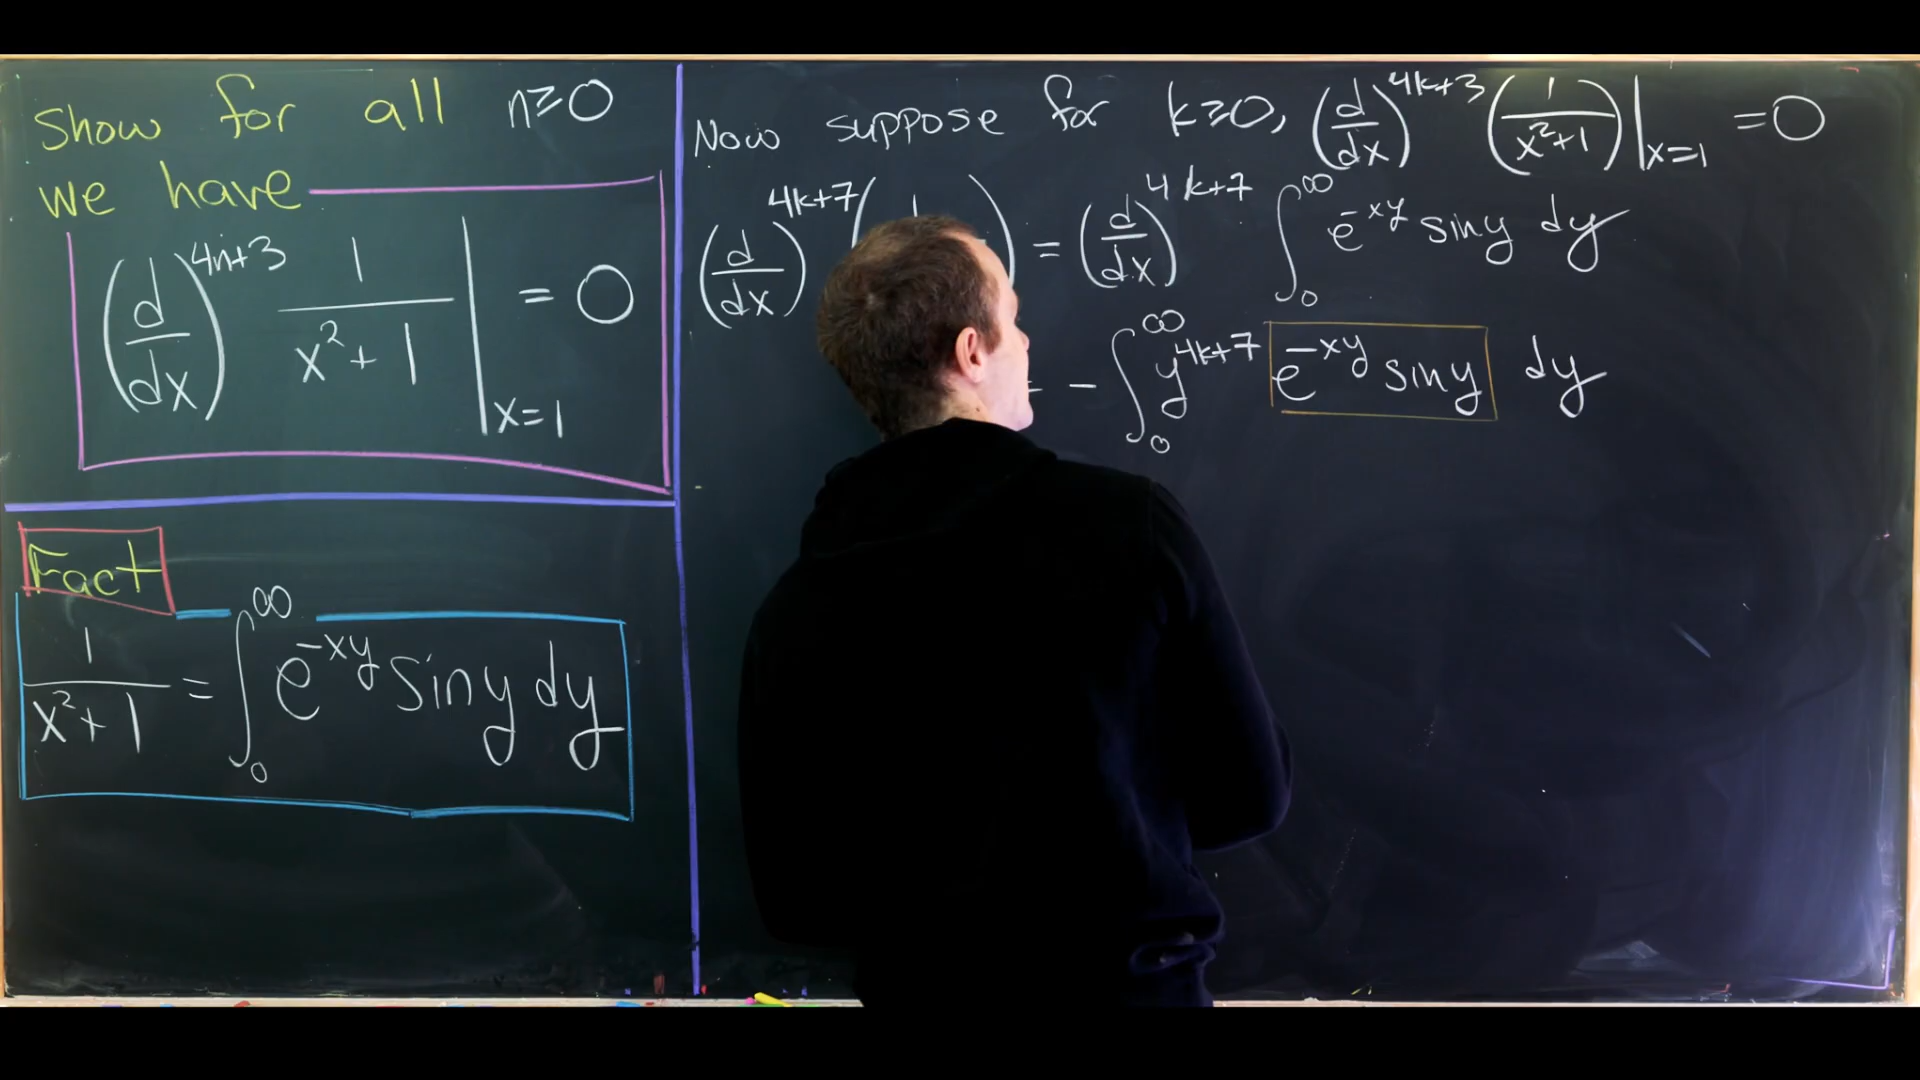 Show for all n≥0
we have
(d/dx)^{4n+3} 1/(x²+1) |_{x=1} = 0
Fact
1/(x²+1) = ∫_0^∞ e^{-xy} sin y dy
Now suppose for k≥0, (d/dx)^{4k+3} (1/(x²+1)) |_{x=1} = 0
(d/dx)^{4k+7} ( ) = (d/dx)^{4k+7} ∫_0^∞ e^{-xy} sin y dy
= - ∫_0^∞ y^{4k+7} e^{-xy} sin y dy